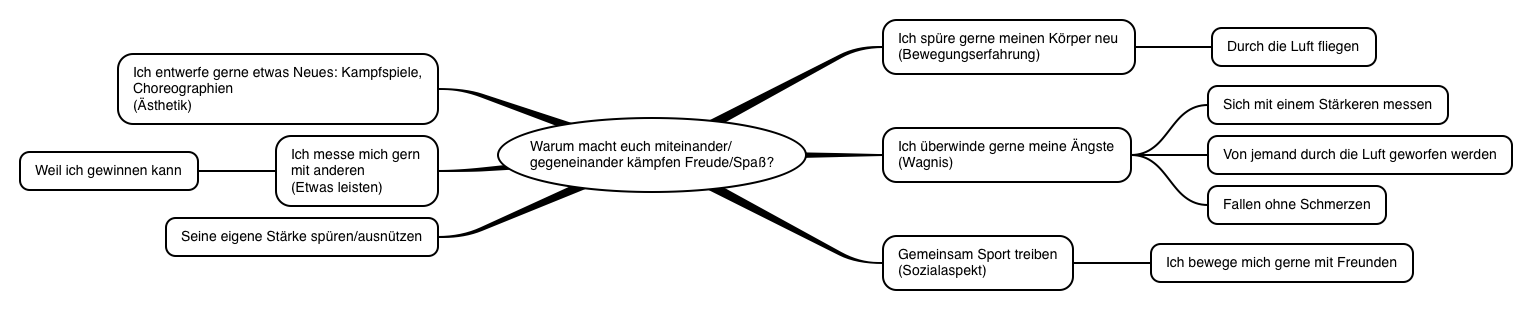 Warum macht euch miteinander/
gegeneinander kämpfen Freude/Spaß?
Ich entwerfe gerne etwas Neues: Kampfspiele,
Choreographien
(Ästhetik)
Ich messe mich gern
mit anderen
(Etwas leisten)
Weil ich gewinnen kann
Seine eigene Stärke spüren/ausnützen
Ich spüre gerne meinen Körper neu
(Bewegungserfahrung)
Durch die Luft fliegen
Ich überwinde gerne meine Ängste
(Wagnis)
Sich mit einem Stärkeren messen
Von jemand durch die Luft geworfen werden
Fallen ohne Schmerzen
Gemeinsam Sport treiben
(Sozialaspekt)
Ich bewege mich gerne mit Freunden